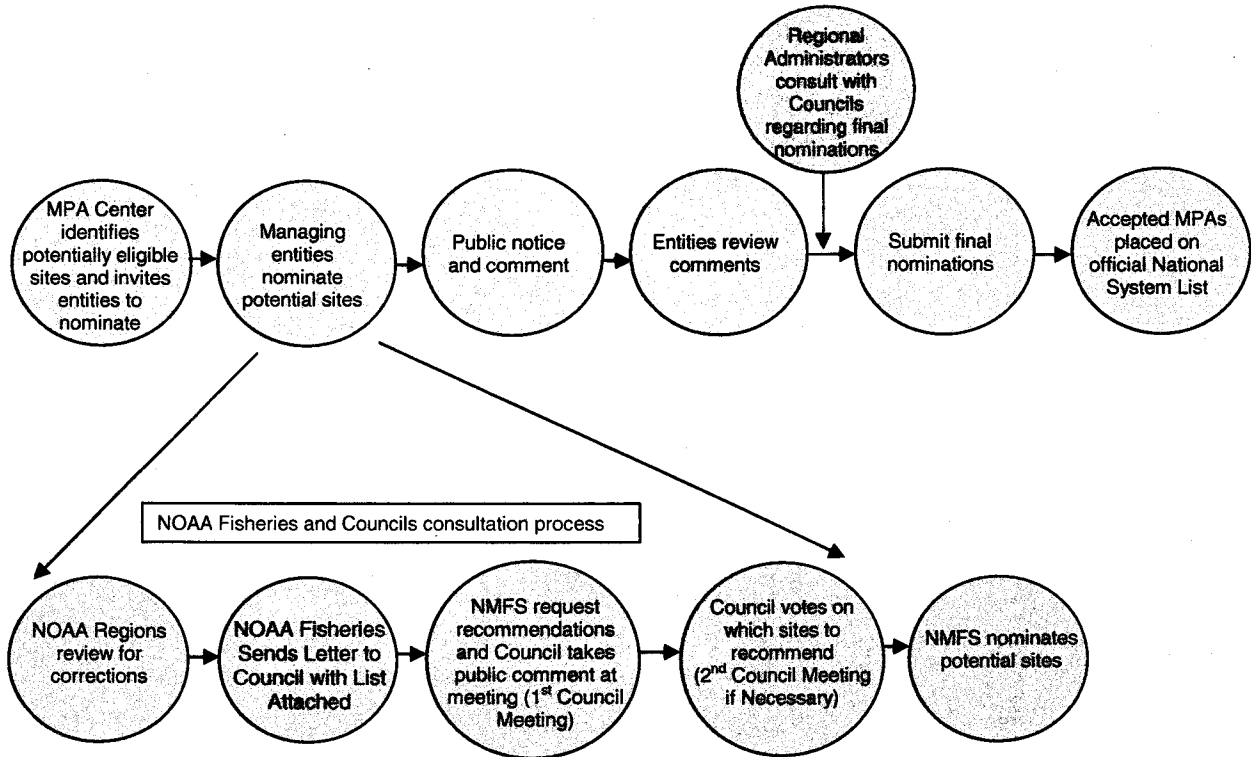 Regional
Administrators
consult with
Councils
regarding final
nominations
MPA Center
identifies
potentially eligible
sites and invites
entities to
nominate
Managing
entities
nominate
potential sites
Public notice
and comment
Entities review
comments
Submit final
nominations
Accepted MPAs
placed on
official National
System List
NOAA Fisheries and Councils consultation process
NOAA Regions
review for
corrections
NOAA Fisheries
Sends Letter to
Council with List
Attached
NMFS request
recommendations
and Council takes
public comment at
meeting (1st Council
Meeting)
Council votes on
which sites to
recommend
(2nd Council Meeting
if Necessary)
NMFS nominates
potential sites